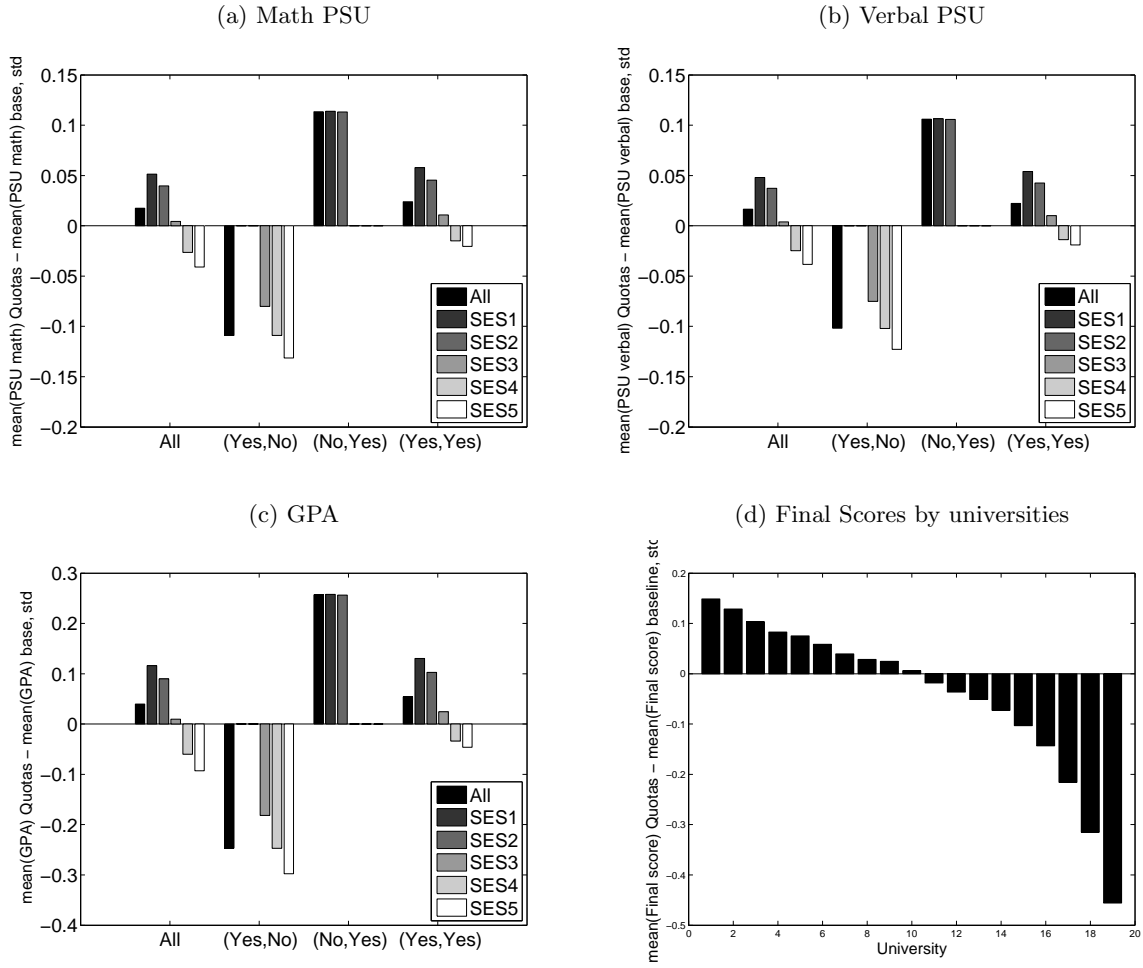 (a) Math PSU
mean(PSU math) Quotas − mean(PSU math) base, std
0.15
0.1
0.05
0
−0.05
−0.1
−0.15
−0.2
All
SES1
SES2
SES3
SES4
SES5
All (Yes,No) (No,Yes) (Yes,Yes)
(b) Verbal PSU
mean(PSU verbal) Quotas − mean(PSU verbal) base, std
0.15
0.1
0.05
0
−0.05
−0.1
−0.15
−0.2
All
SES1
SES2
SES3
SES4
SES5
All (Yes,No) (No,Yes) (Yes,Yes)
(c) GPA
mean(GPA) Quotas − mean(GPA) base, std
0.3
0.2
0.1
0
−0.1
−0.2
−0.3
−0.4
All
SES1
SES2
SES3
SES4
SES5
All (Yes,No) (No,Yes) (Yes,Yes)
(d) Final Scores by universities
mean(Final score) Quotas − mean(Final score) baseline,
0.2
0.1
0
−0.1
−0.2
−0.3
−0.4
−0.5
0 2 4 6 8 10 12 14 16 18 20
University